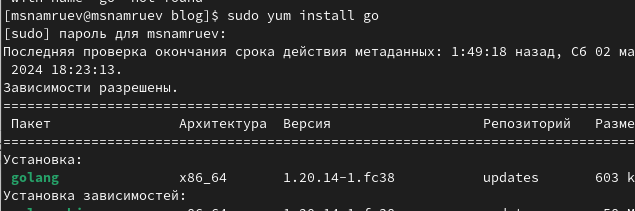 [msnamruev@msnamruev blog]$ sudo yum install go
[sudo] пароль для msnamruev:
Последняя проверка окончания срока действия метаданных: 1:49:18 назад, Сб 02 ма
2024 18:23:13.
Зависимости разрешены.
Пакет Архитектура Версия Репозиторий Разме
Установка:
golang x86_64 1.20.14-1.fc38 updates 603 k
Установка зависимостей: